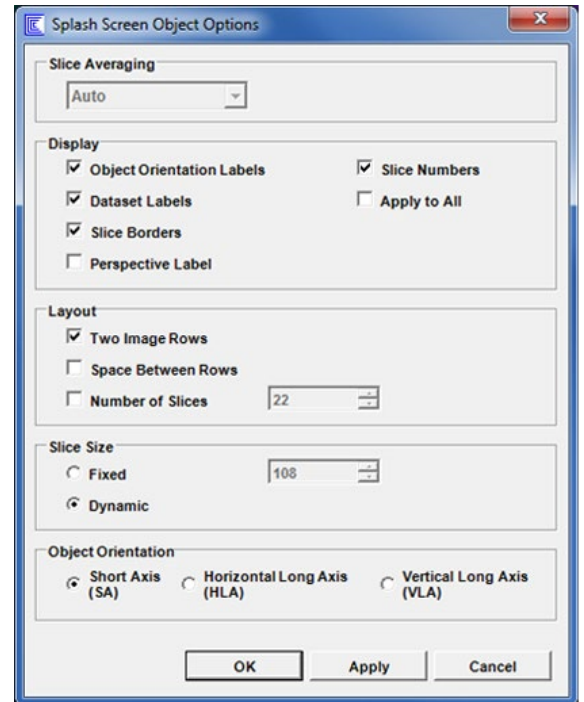 Splash Screen Object Options
Slice Averaging
Auto
Display
Object Orientation Labels
Slice Numbers
Dataset Labels
Apply to All
Slice Borders
Perspective Label
Layout
Two Image Rows
Space Between Rows
Number of Slices 22
Slice Size
Fixed 108
Dynamic
Object Orientation
Short Axis Horizontal Long Axis Vertical Long Axis
(SA) (HLA) (VLA)
OK Apply Cancel